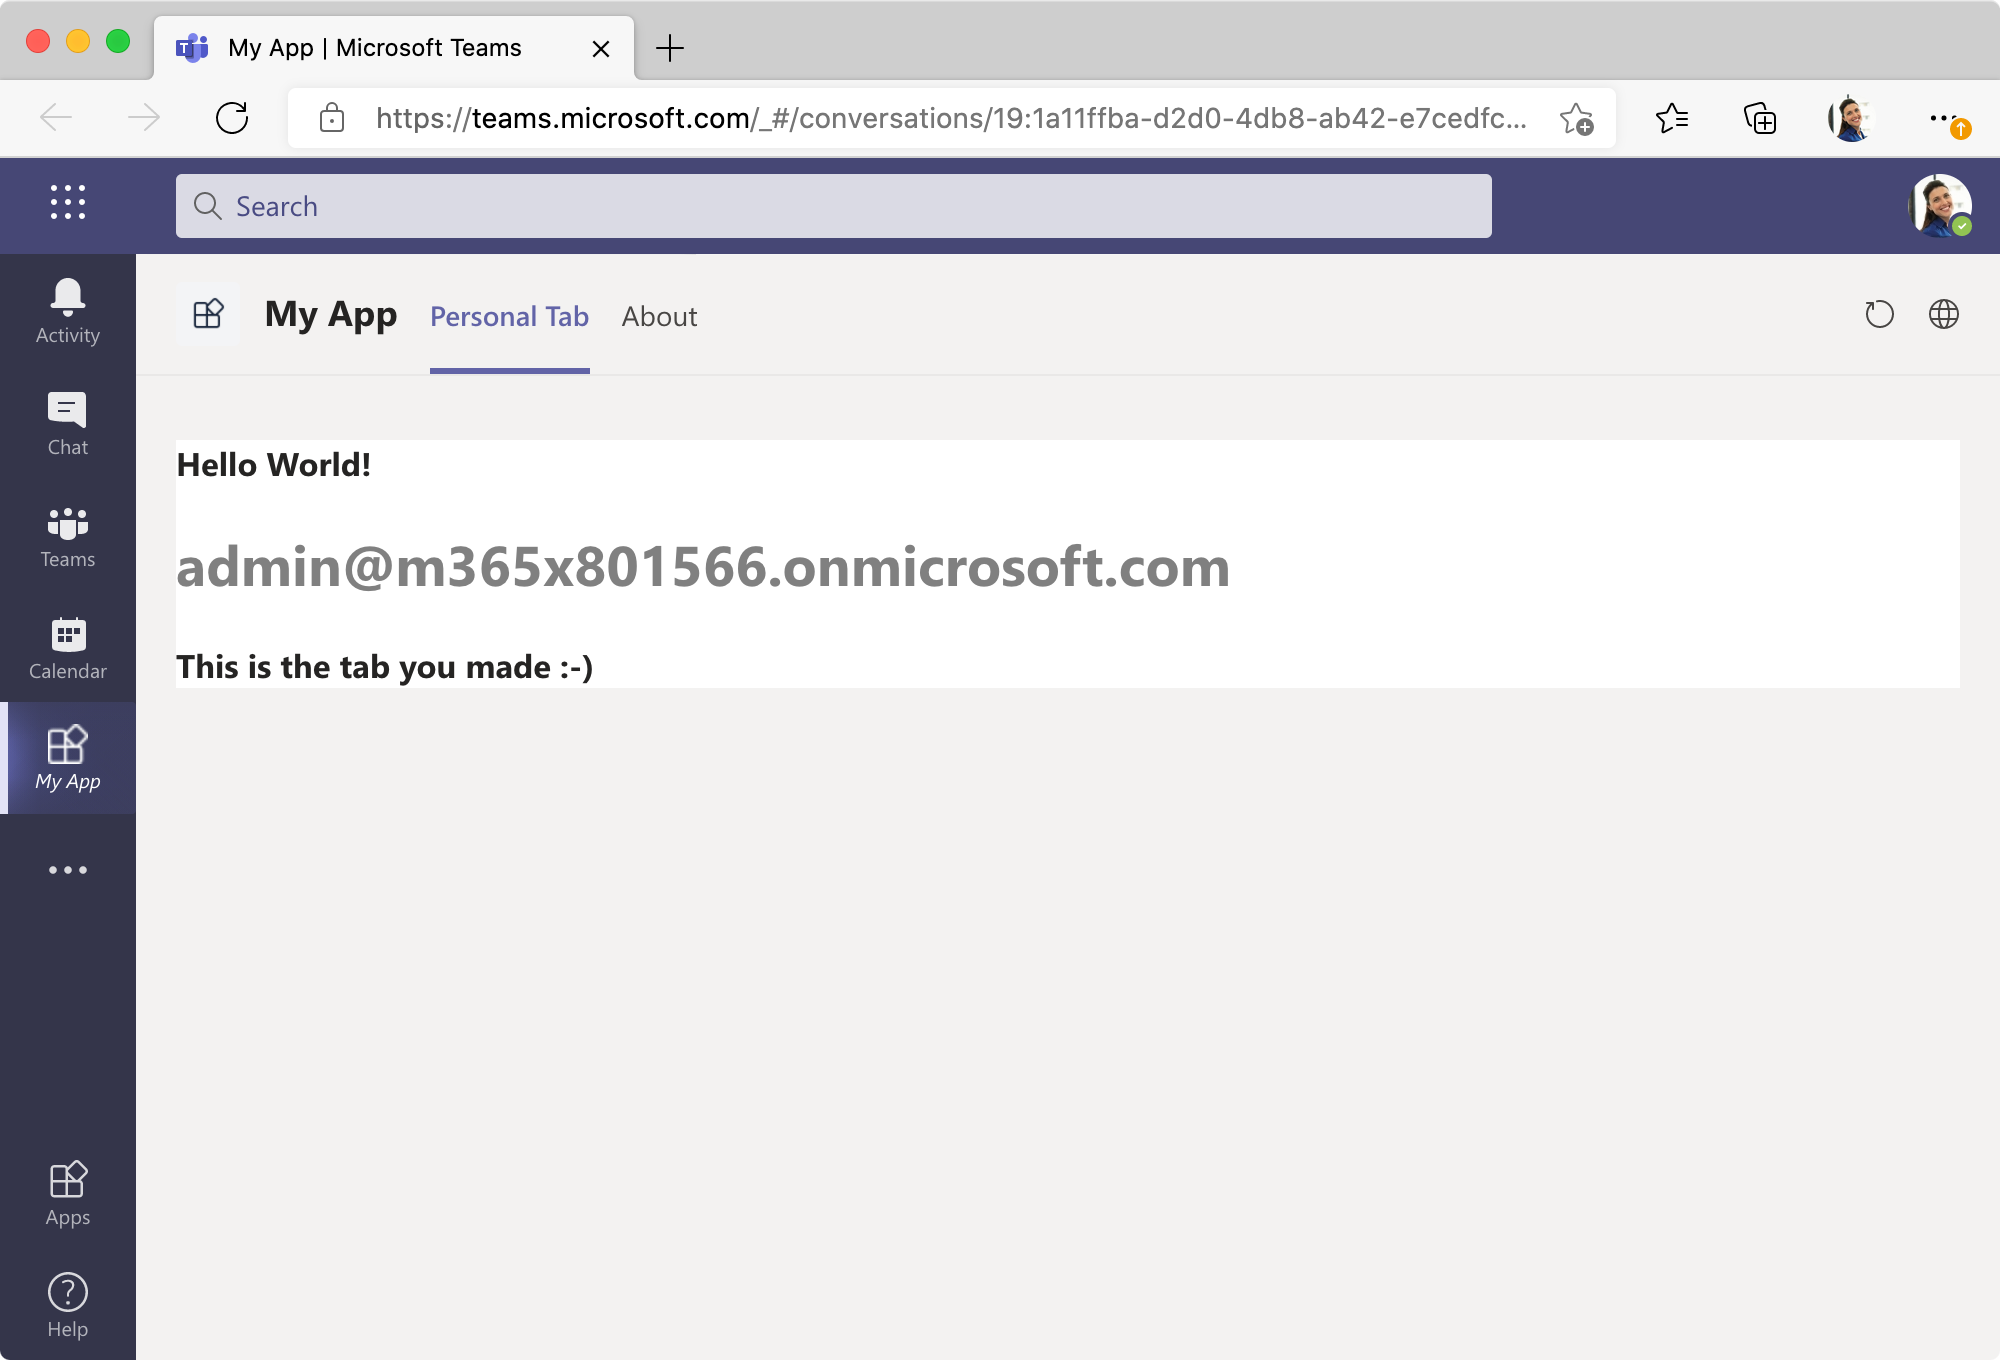 My App | Microsoft Teams
https://teams.microsoft.com/_#/conversations/19:1a11ffba-d2d0-4db8-ab42-e7cedfc...
Search
Activity
Chat
Teams
Calendar
My App
Apps
Help
My App Personal Tab About
Hello World!
admin@m365x801566.onmicrosoft.com
This is the tab you made :-)